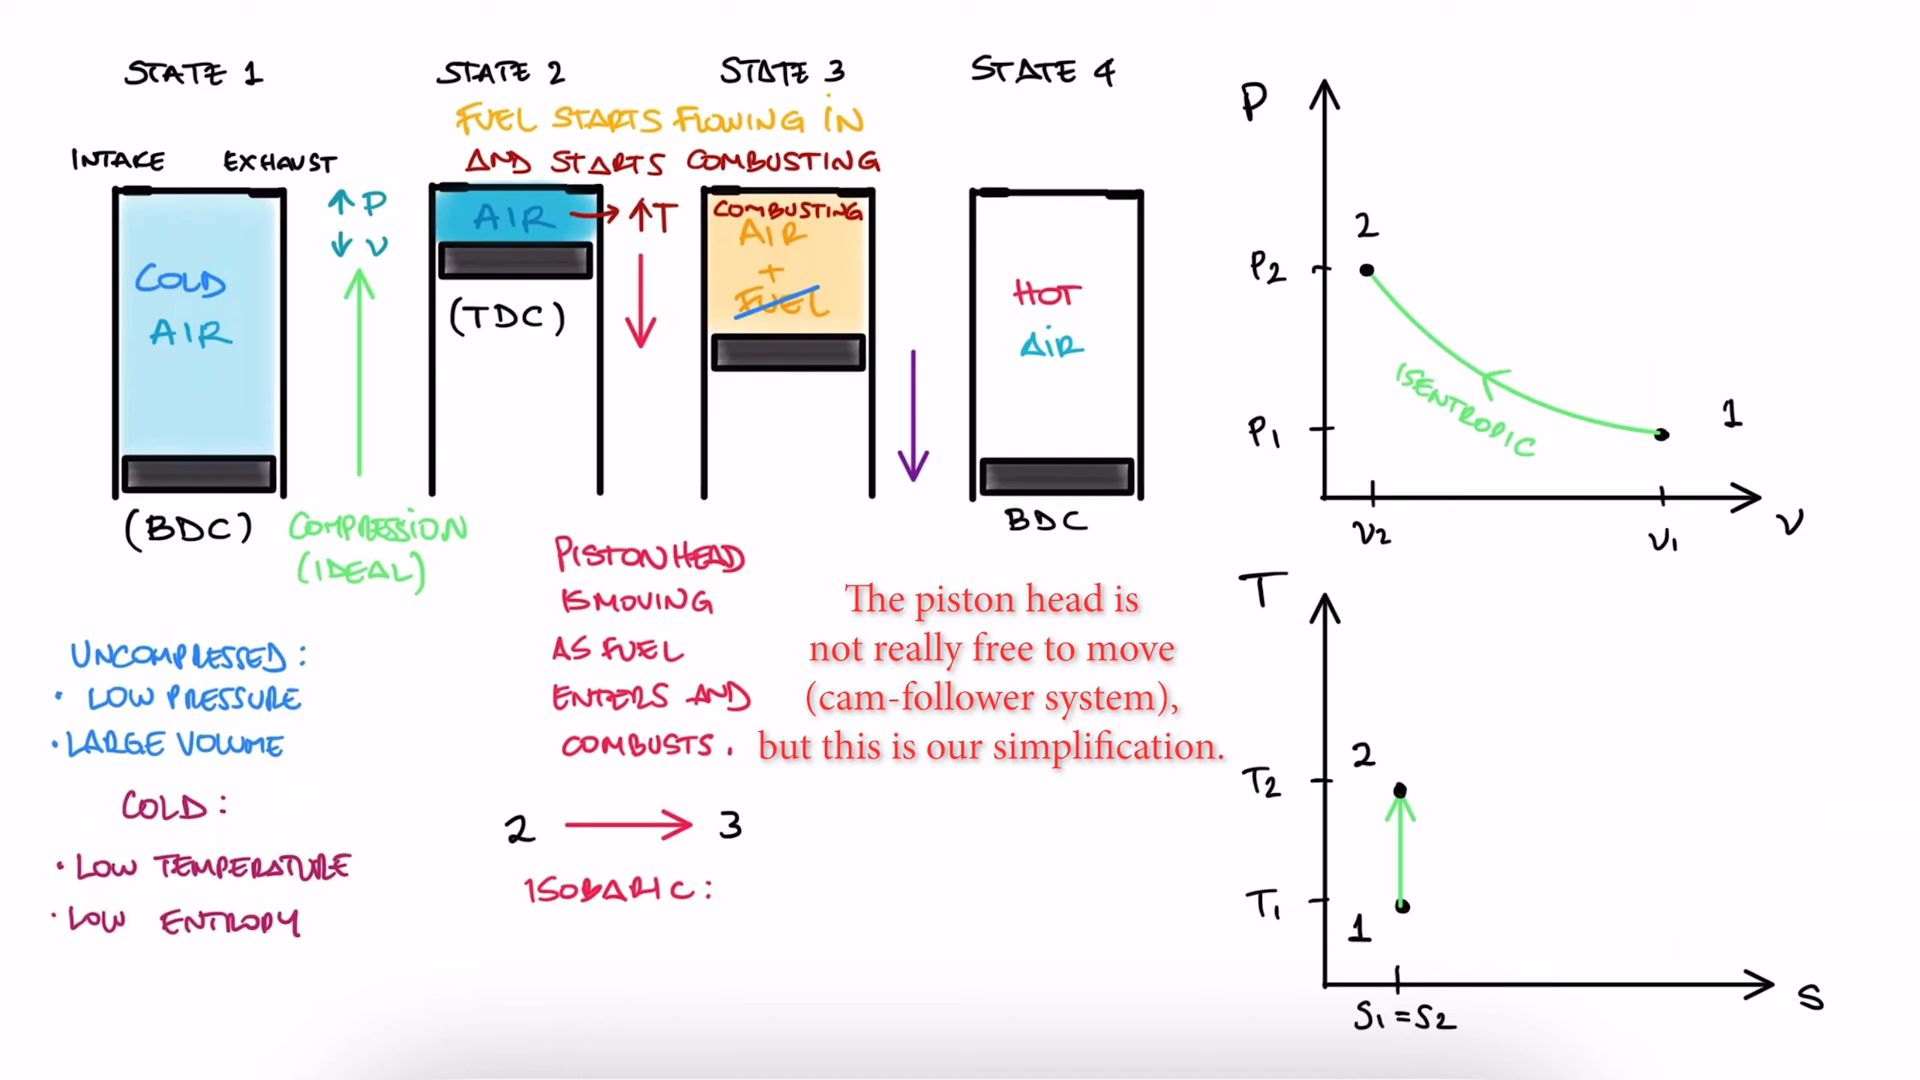 STATE 1
STATE 2
STATE 3
STATE 4
FUEL STARTS FLOWING IN
AND STARTS COMBUSTING
INTAKE
EXHAUST
COLD
AIR
(BDC)
↑ P
↓ v
COMPRESSION
(IDEAL)
AIR
→ ↑T
(TDC)
COMBUSTING
AIR
+
FUEL
HOT
AIR
BDC
UNCOMPRESSED:
• LOW PRESSURE
• LARGE VOLUME
COLD:
• LOW TEMPERATURE
• LOW ENTROPY
PISTON HEAD
IS MOVING
AS FUEL
ENTERS AND
COMBUSTS.
2 → 3
ISOBARIC:
The piston head is
not really free to move
(cam-follower system),
but this is our simplification.
P
2
P2
ISENTROPIC
1
P1
v2
v1
v
T
2
T2
T1
1
S1 = S2
S